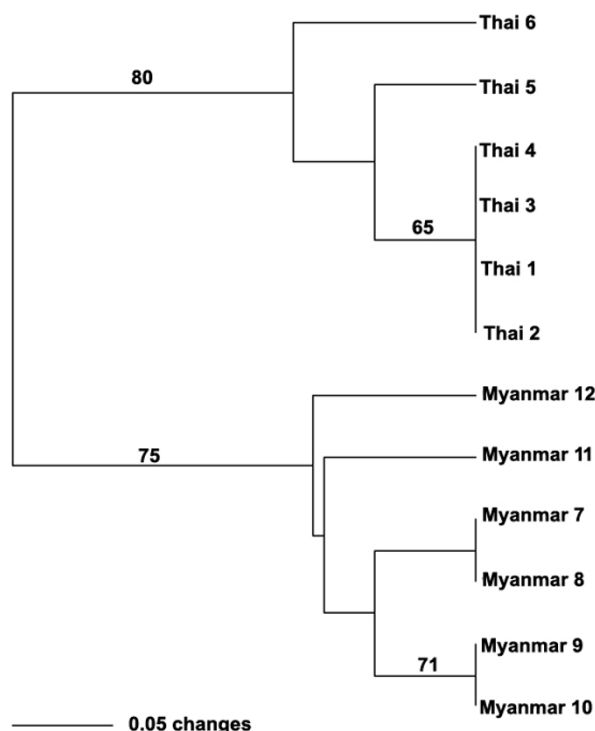 Thai 6
80
Thai 5
Thai 4
Thai 3
65
Thai 1
Thai 2
Myanmar 12
75
Myanmar 11
Myanmar 7
Myanmar 8
Myanmar 9
71
Myanmar 10
0.05 changes